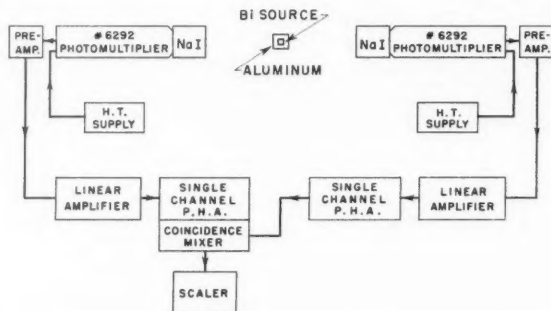 Bi SOURCE
PRE-
AMP.
# 6292
PHOTOMULTIPLIER
NaI
NaI
# 6292
PHOTOMULTIPLIER
PRE-
AMP.
ALUMINUM
H.T.
SUPPLY
H.T.
SUPPLY
LINEAR
AMPLIFIER
SINGLE
CHANNEL
P.H.A.
SINGLE
CHANNEL
P.H.A.
LINEAR
AMPLIFIER
COINCIDENCE
MIXER
SCALER